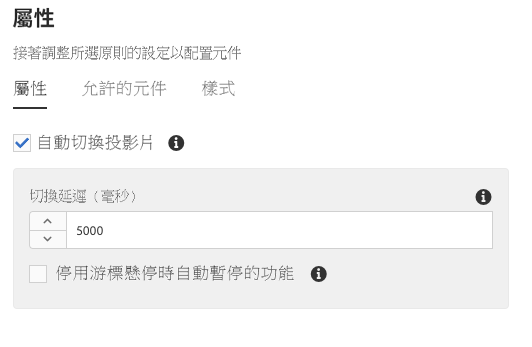 屬性
接著調整所選原則的設定以配置元件
屬性 允許的元件 樣式
自動切換投影片
切換延遲（毫秒）
5000
停用游標懸停時自動暫停的功能